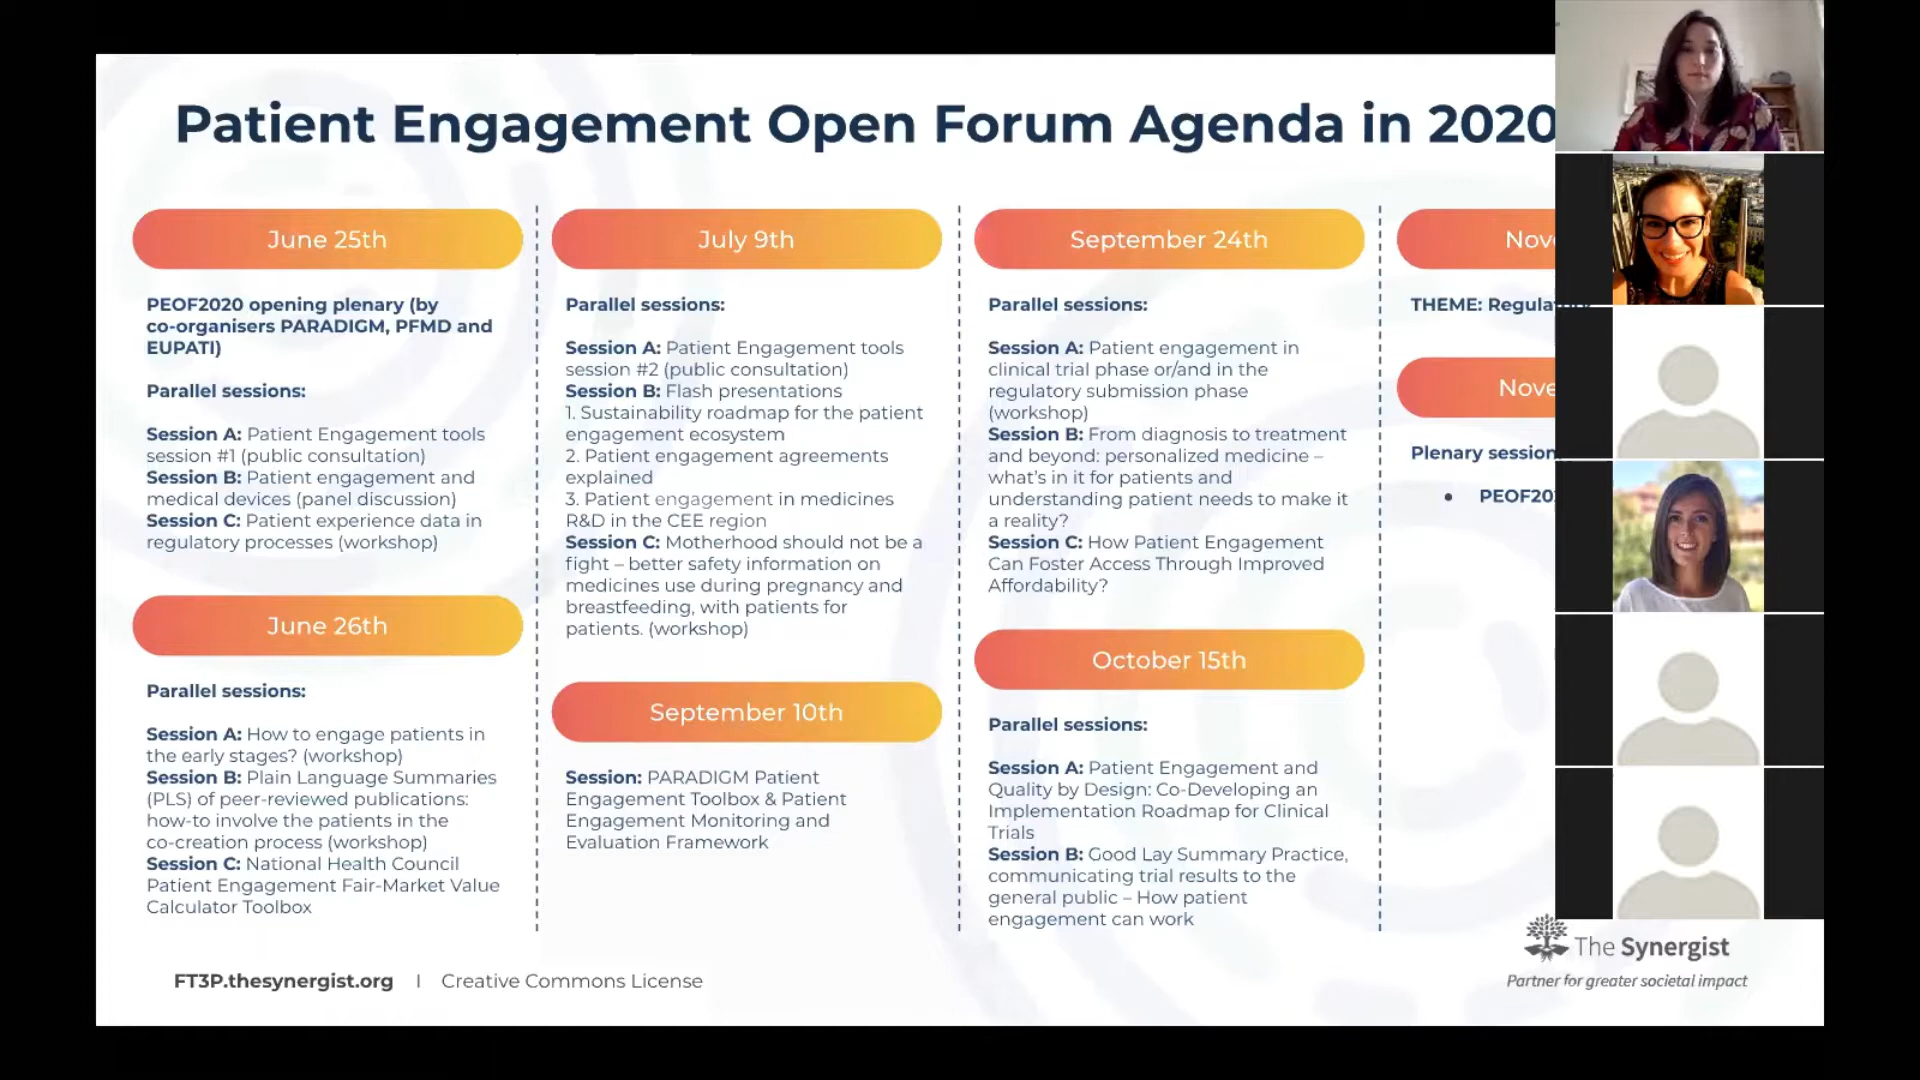 Patient Engagement Open Forum Agenda in 2020
June 25th
PEOF2020 opening plenary (by
co-organisers PARADIGM, PFMD and
EUPATI)
Parallel sessions:
Session A: Patient Engagement tools
session #1 (public consultation)
Session B: Patient engagement and
medical devices (panel discussion)
Session C: Patient experience data in
regulatory processes (workshop)
June 26th
Parallel sessions:
Session A: How to engage patients in
the early stages? (workshop)
Session B: Plain Language Summaries
(PLS) of peer-reviewed publications:
how-to involve the patients in the
co-creation process (workshop)
Session C: National Health Council
Patient Engagement Fair-Market Value
Calculator Toolbox
July 9th
Parallel sessions:
Session A: Patient Engagement tools
session #2 (public consultation)
Session B: Flash presentations
1. Sustainability roadmap for the patient
engagement ecosystem
2. Patient engagement agreements
explained
3. Patient engagement in medicines
R&D in the CEE region
Session C: Motherhood should not be a
fight – better safety information on
medicines use during pregnancy and
breastfeeding, with patients for
patients. (workshop)
September 10th
Session: PARADIGM Patient
Engagement Toolbox & Patient
Engagement Monitoring and
Evaluation Framework
September 24th
Parallel sessions:
Session A: Patient engagement in
clinical trial phase or/and in the
regulatory submission phase
(workshop)
Session B: From diagnosis to treatment
and beyond: personalized medicine –
what's in it for patients and
understanding patient needs to make it
a reality?
Session C: How Patient Engagement
Can Foster Access Through Improved
Affordability?
October 15th
Parallel sessions:
Session A: Patient Engagement and
Quality by Design: Co-Developing an
Implementation Roadmap for Clinical
Trials
Session B: Good Lay Summary Practice,
communicating trial results to the
general public – How patient
engagement can work
THEME:
Plenary session
FT3P.thesynergist.org | Creative Commons License
The Synergist
Partner for greater societal impact